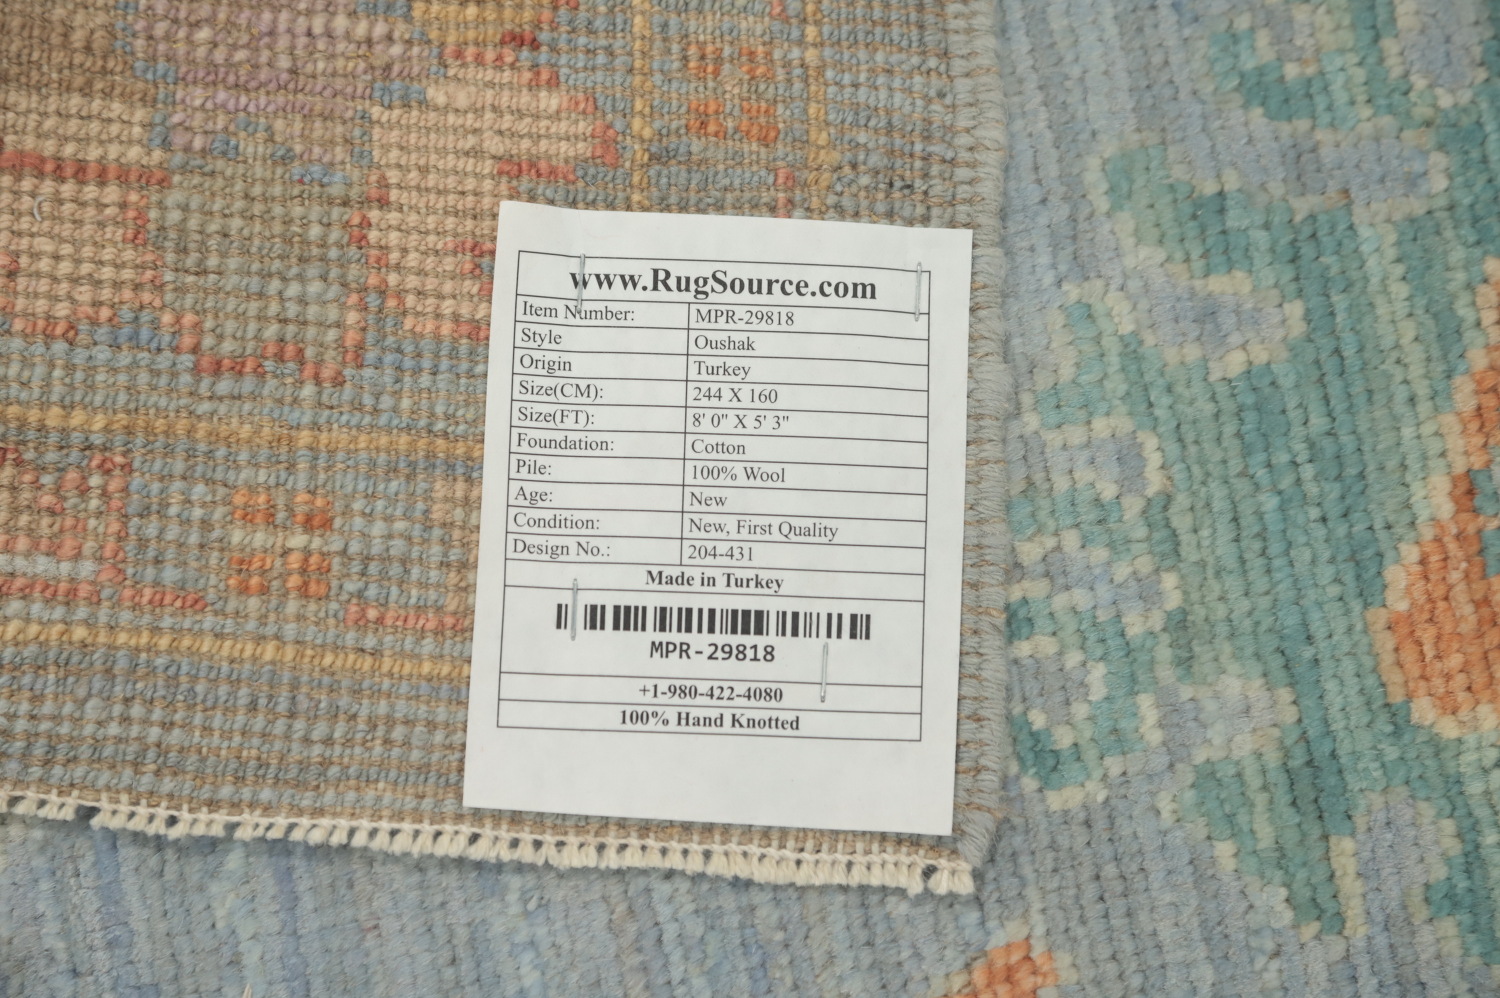 www.RugSource.com
Item Number: MPR-29818
Style Oushak
Origin Turkey
Size(CM): 244 X 160
Size(FT): 8' 0" X 5' 3"
Foundation: Cotton
Pile: 100% Wool
Age: New
Condition: New, First Quality
Design No.: 204-431
Made in Turkey
MPR-29818
+1-980-422-4080
100% Hand Knotted